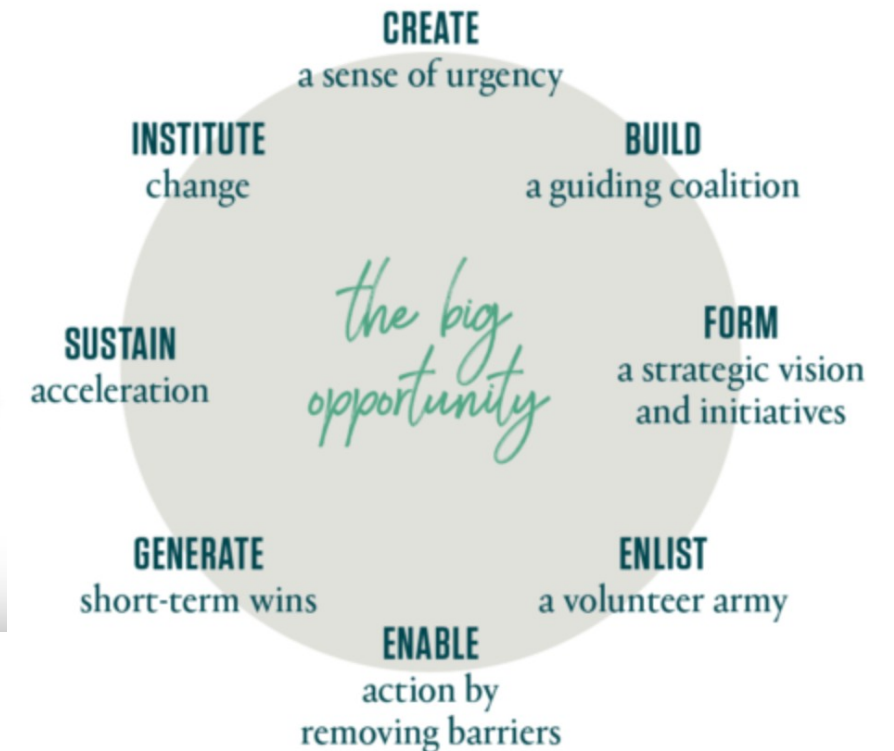 CREATE
a sense of urgency
BUILD
a guiding coalition
FORM
a strategic vision
and initiatives
ENLIST
a volunteer army
ENABLE
action by
removing barriers
GENERATE
short-term wins
SUSTAIN
acceleration
INSTITUTE
change
the big
opportunity